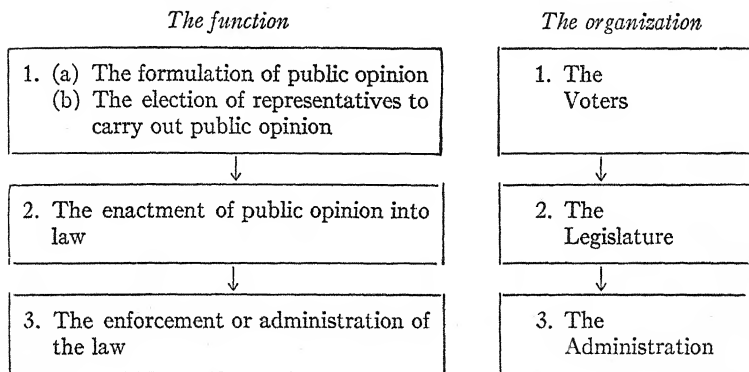 The function
1. (a) The formulation of public opinion
(b) The election of representatives to
carry out public opinion
2. The enactment of public opinion into
law
3. The enforcement or administration of
the law
The organization
1. The
Voters
2. The
Legislature
3. The
Administration